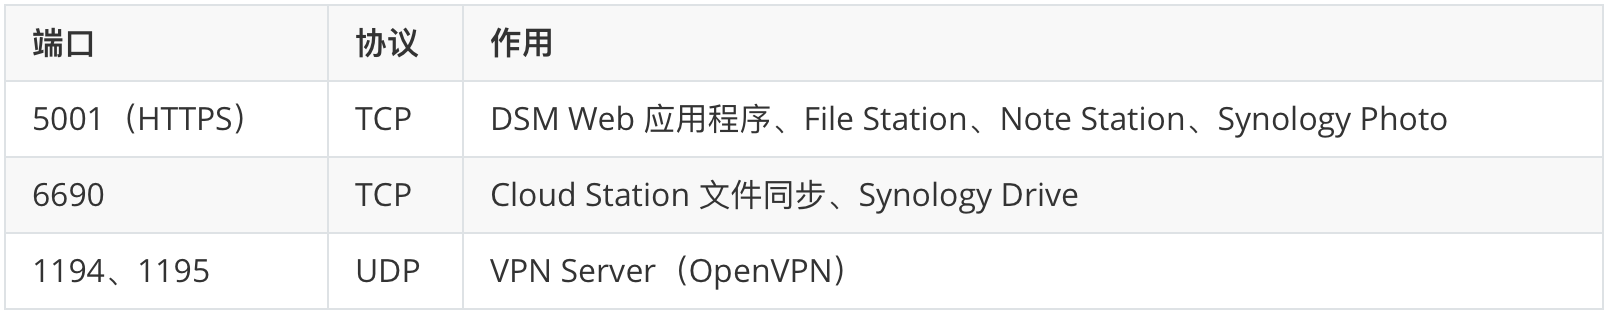 端口 协议 作用
5001（HTTPS） TCP DSM Web 应用程序、File Station、Note Station、Synology Photo
6690 TCP Cloud Station 文件同步、Synology Drive
1194、1195 UDP VPN Server（OpenVPN）